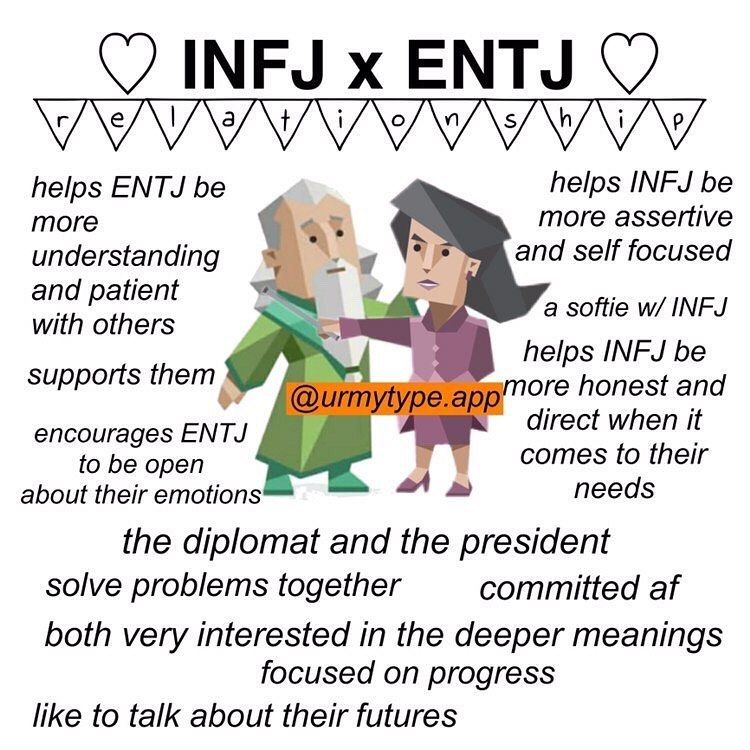 ♡ INFJ x ENTJ ♡
relationship
helps ENTJ be
more
understanding
and patient
with others
supports them
encourages ENTJ
to be open
about their emotions
helps INFJ be
more assertive
and self focused
a softie w/ INFJ
helps INFJ be
more honest and
direct when it
comes to their
needs
@urmytype.app
the diplomat and the president
solve problems together
committed af
both very interested in the deeper meanings
focused on progress
like to talk about their futures